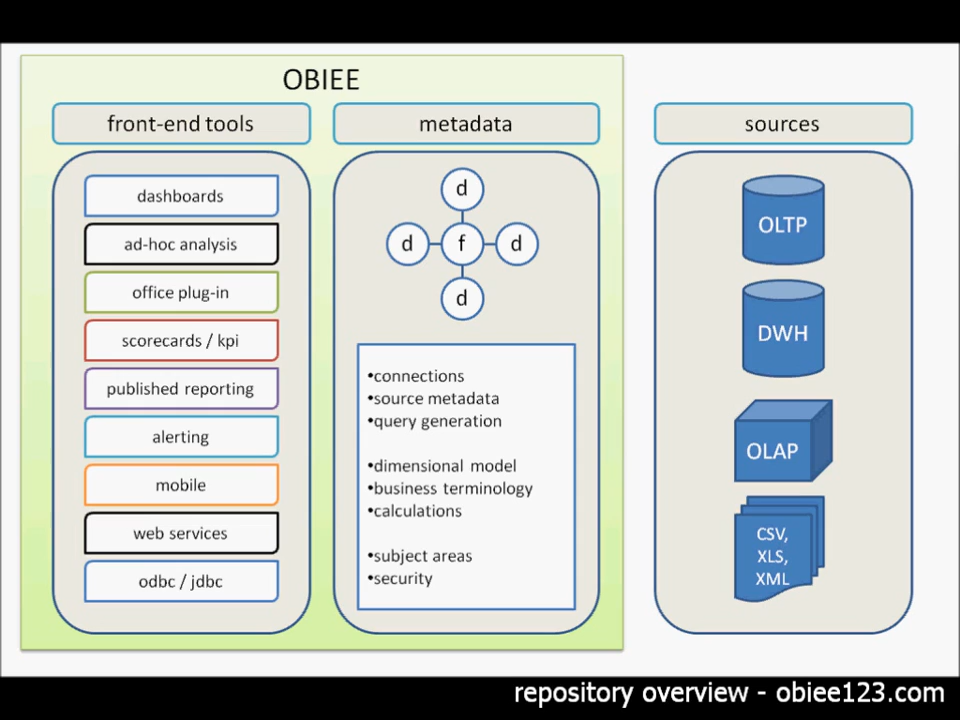 OBIEE
front-end tools
dashboards
ad-hoc analysis
office plug-in
scorecards / kpi
published reporting
alerting
mobile
web services
odbc / jdbc
metadata
d
d f d
d
•connections
•source metadata
•query generation
•dimensional model
•business terminology
•calculations
•subject areas
•security
sources
OLTP
DWH
OLAP
CSV,
XLS,
XML
repository overview - obiee123.com